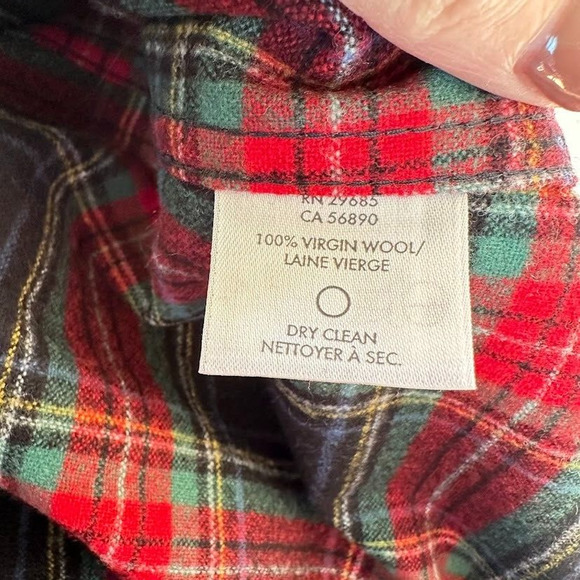 RN 29685
CA 56890
100% VIRGIN WOOL/
LAINE VIERGE
DRY CLEAN
NETTOYER À SEC.